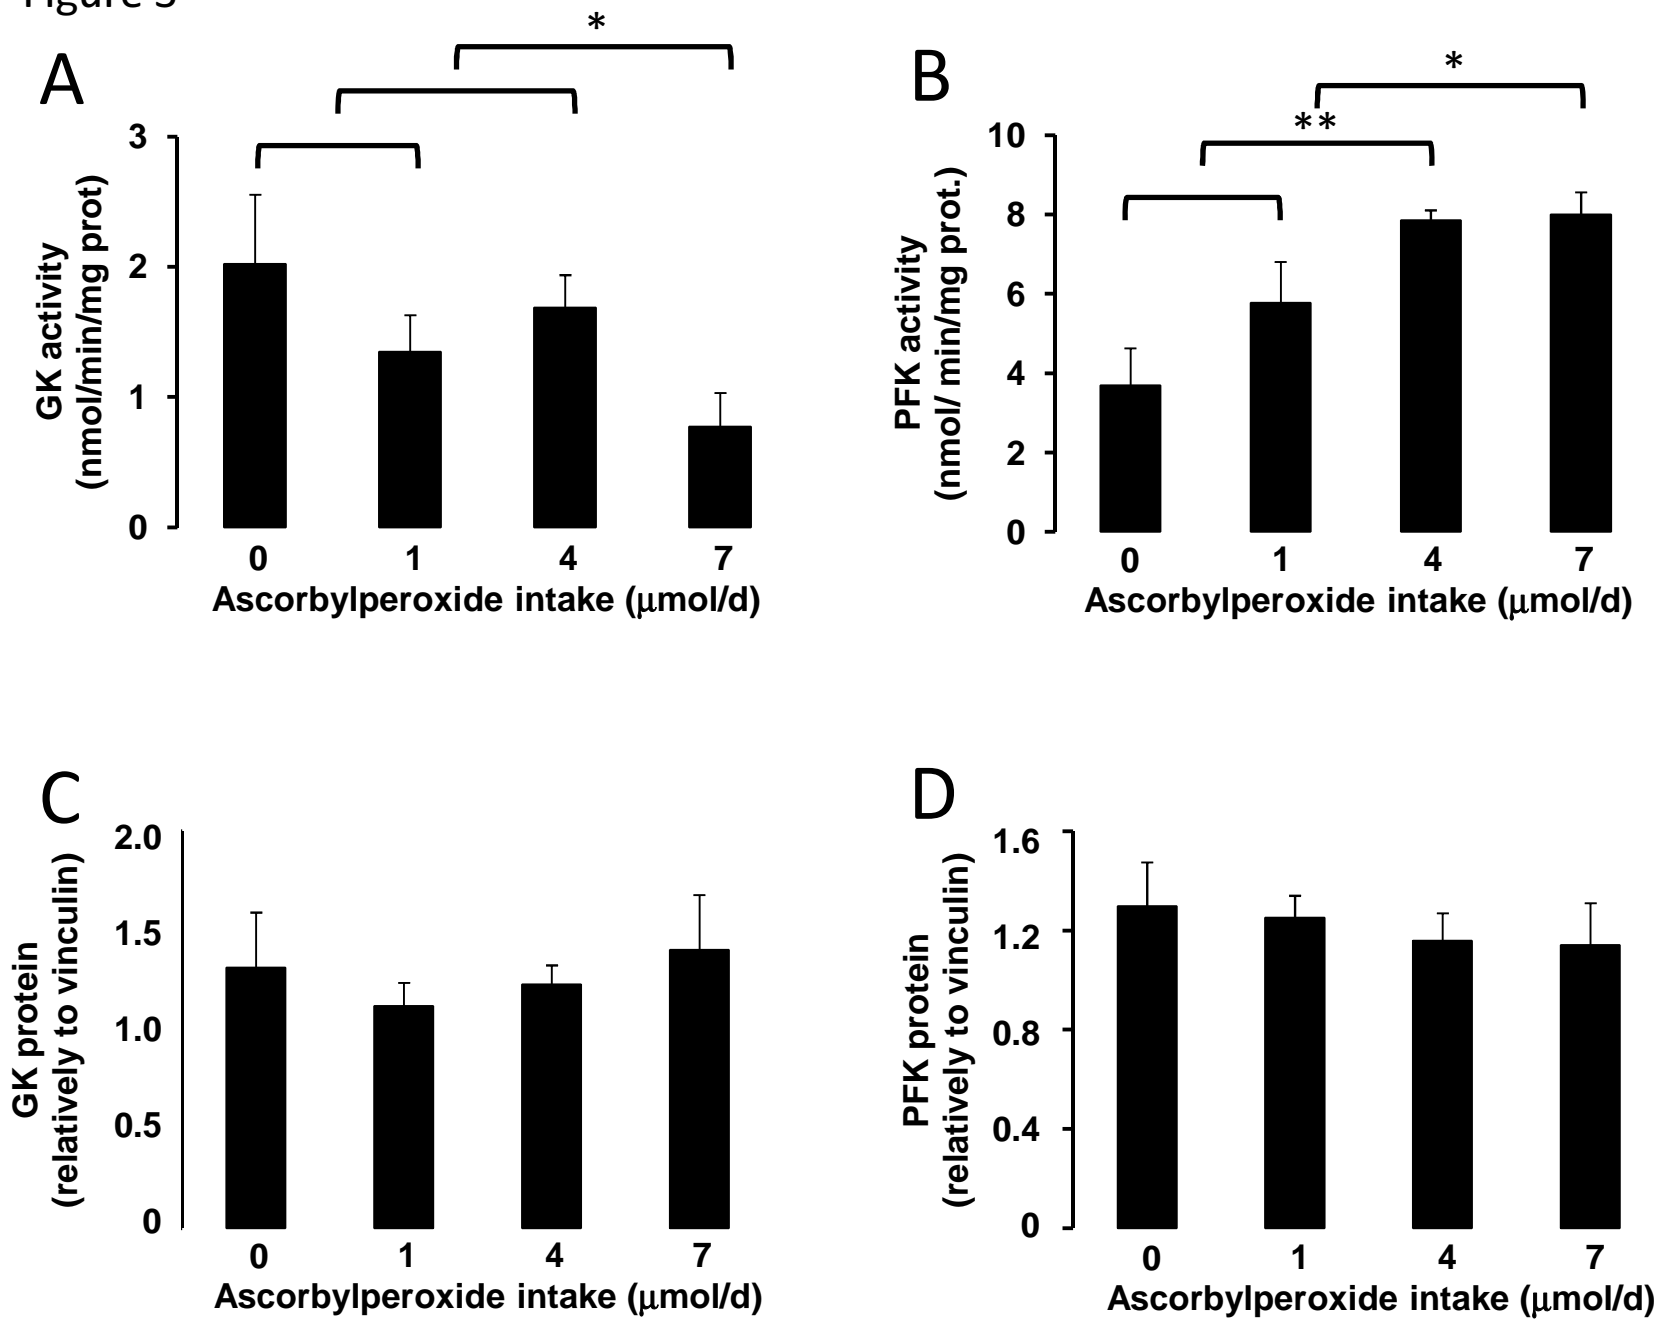 *
*
A
B
**
3
2
1
0
GK activity
(nmol/min/mg prot)
0 1 4 7
Ascorbylperoxide intake (μmol/d)
10
8
6
4
2
0
PFK activity
(nmol/ min/mg prot.)
0 1 4 7
Ascorbylperoxide intake (μmol/d)
C
2.0
1.5
1.0
0.5
0
GK protein
(relatively to vinculin)
0 1 4 7
Ascorbylperoxide intake (μmol/d)
D
1.6
1.2
0.8
0.4
0
PFK protein
(relatively to vinculin)
0 1 4 7
Ascorbylperoxide intake (μmol/d)